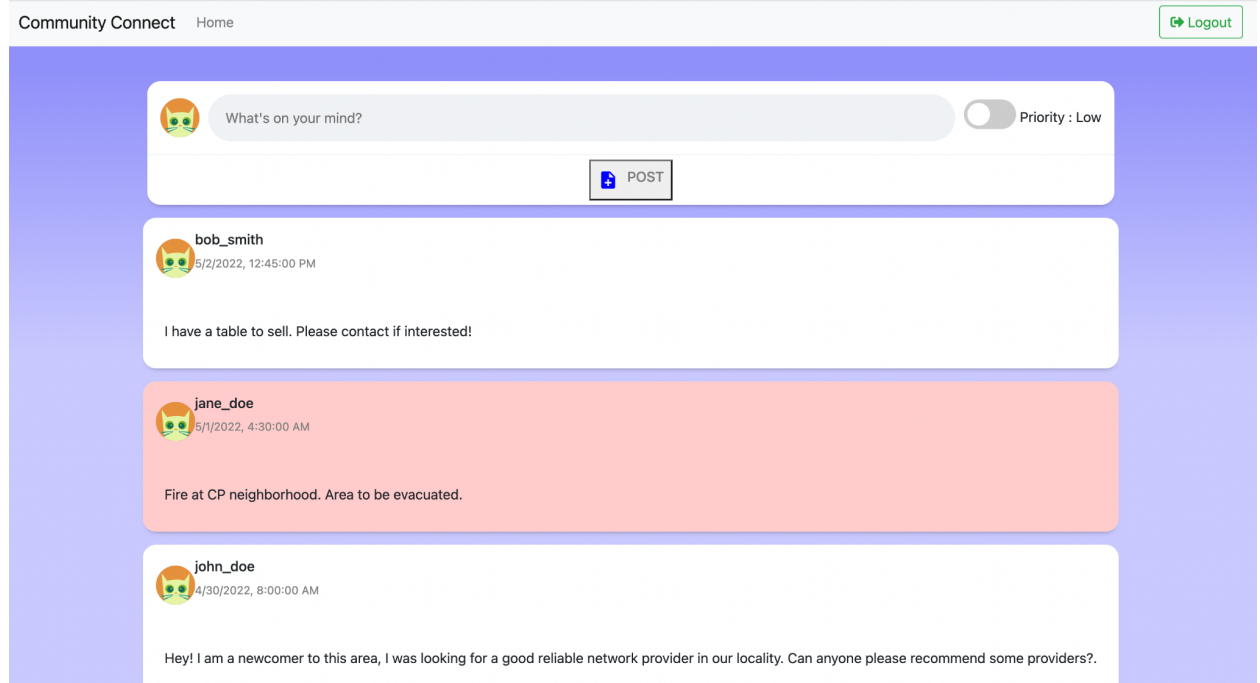 Community Connect Home Logout
What's on your mind? Priority : Low
POST
bob_smith
5/2/2022, 12:45:00 PM
I have a table to sell. Please contact if interested!
jane_doe
5/1/2022, 4:30:00 AM
Fire at CP neighborhood. Area to be evacuated.
john_doe
4/30/2022, 8:00:00 AM
Hey! I am a newcomer to this area, I was looking for a good reliable network provider in our locality. Can anyone please recommend some providers?.